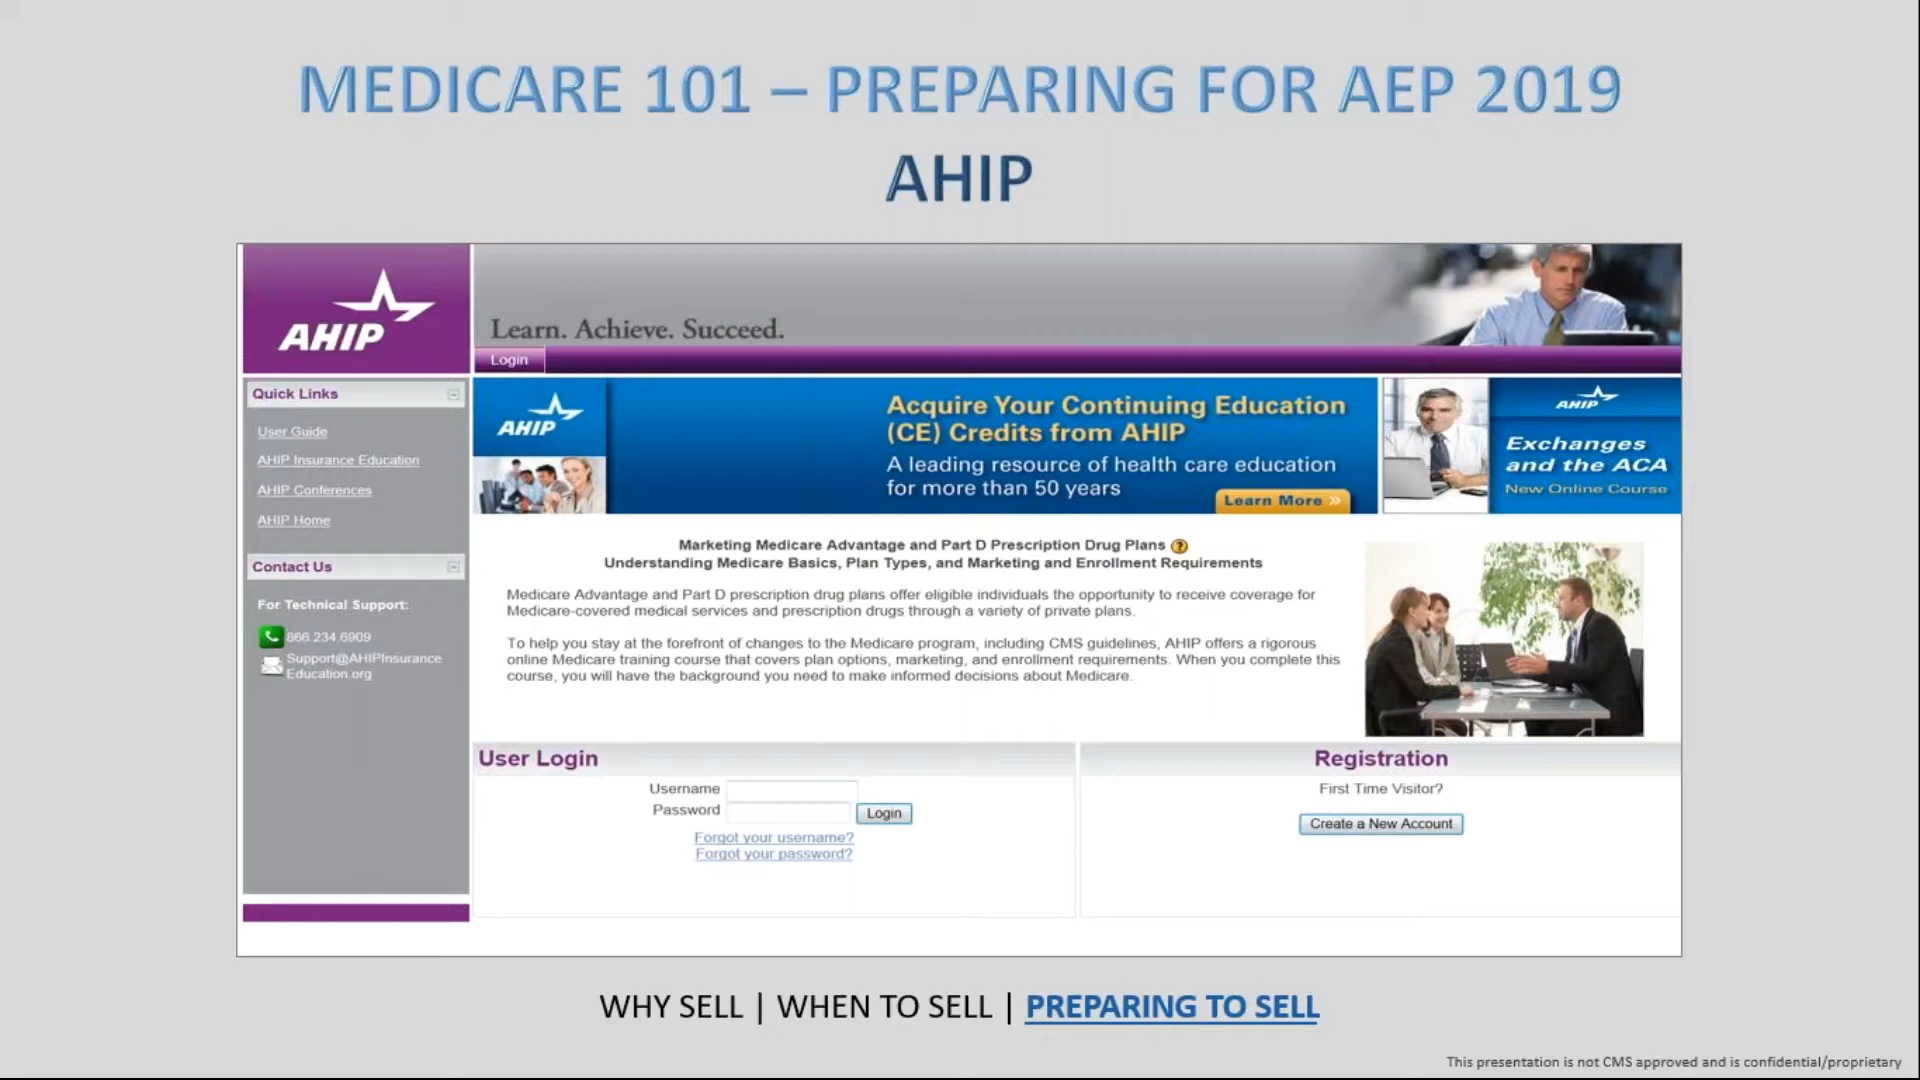 MEDICARE 101 – PREPARING FOR AEP 2019
AHIP
AHIP
Learn. Achieve. Succeed.
Login
Quick Links
User Guide
AHIP Insurance Education
AHIP Conferences
AHIP Home
Contact Us
For Technical Support:
866.234.6909
Support@AHIPInsurance
Education.org
AHIP
Acquire Your Continuing Education
(CE) Credits from AHIP
A leading resource of health care education
for more than 50 years
Learn More »
AHIP
Exchanges
and the ACA
New Online Course
Marketing Medicare Advantage and Part D Prescription Drug Plans ?
Understanding Medicare Basics, Plan Types, and Marketing and Enrollment Requirements
Medicare Advantage and Part D prescription drug plans offer eligible individuals the opportunity to receive coverage for
Medicare-covered medical services and prescription drugs through a variety of private plans.
To help you stay at the forefront of changes to the Medicare program, including CMS guidelines, AHIP offers a rigorous
online Medicare training course that covers plan options, marketing, and enrollment requirements. When you complete this
course, you will have the background you need to make informed decisions about Medicare.
User Login
Username
Password
Login
Forgot your username?
Forgot your password?
Registration
First Time Visitor?
Create a New Account
WHY SELL | WHEN TO SELL | PREPARING TO SELL
This presentation is not CMS approved and is confidential/proprietary